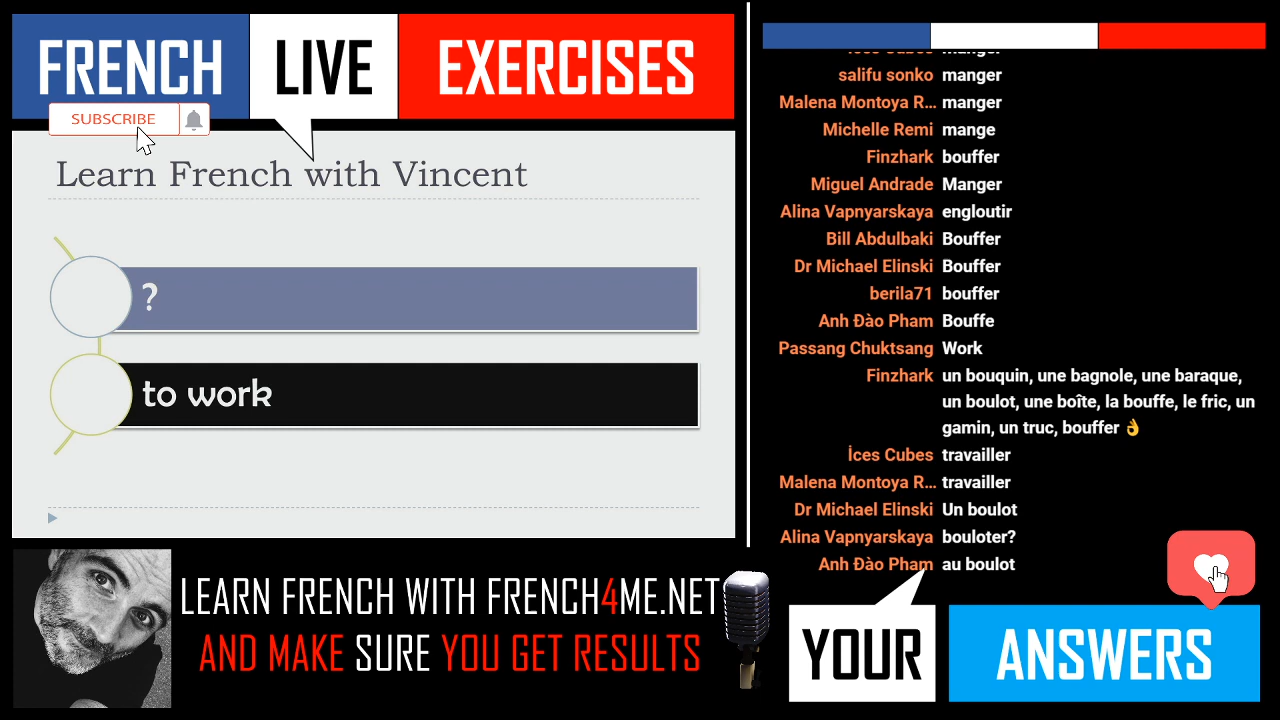 FRENCH LIVE EXERCISES
SUBSCRIBE
Learn French with Vincent
?
to work
LEARN FRENCH WITH FRENCH4ME.NET
AND MAKE SURE YOU GET RESULTS
manger
salifu sonko manger
Malena Montoya R... manger
Michelle Remi mange
Finzhark bouffer
Miguel Andrade Manger
Alina Vapnyarskaya engloutir
Bill Abdulbaki Bouffer
Dr Michael Elinski Bouffer
berila71 bouffer
Anh Đào Pham Bouffe
Passang Chuktsang Work
Finzhark un bouquin, une bagnole, une baraque,
un boulot, une boîte, la bouffe, le fric, un
gamin, un truc, bouffer 👌
İces Cubes travailler
Malena Montoya R... travailler
Dr Michael Elinski Un boulot
Alina Vapnyarskaya bouloter?
Anh Đào Pham au boulot
YOUR ANSWERS